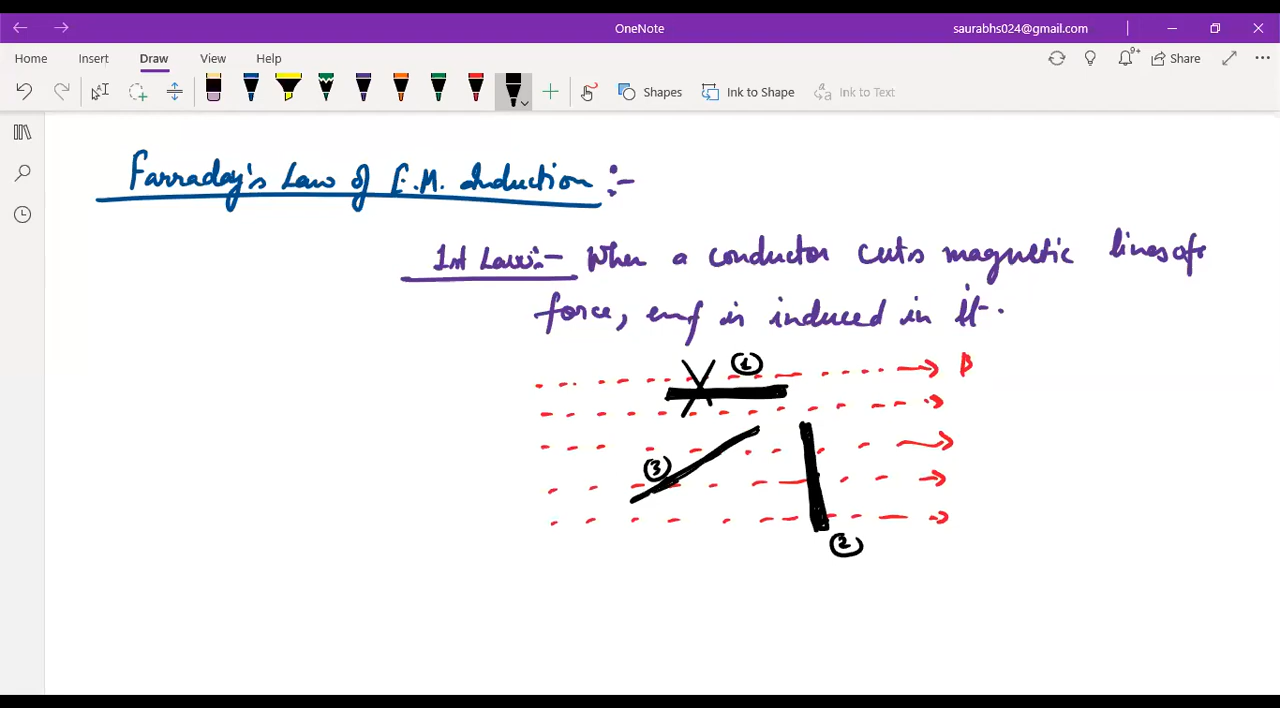 OneNote
saurabhs024@gmail.com
Home Insert Draw View Help
Share
Shapes Ink to Shape Ink to Text
Farraday's Law of E.M. Induction :-
1st Law:- When a conductor cuts magnetic lines of
force, emf is induced in it.
1
B
3
2